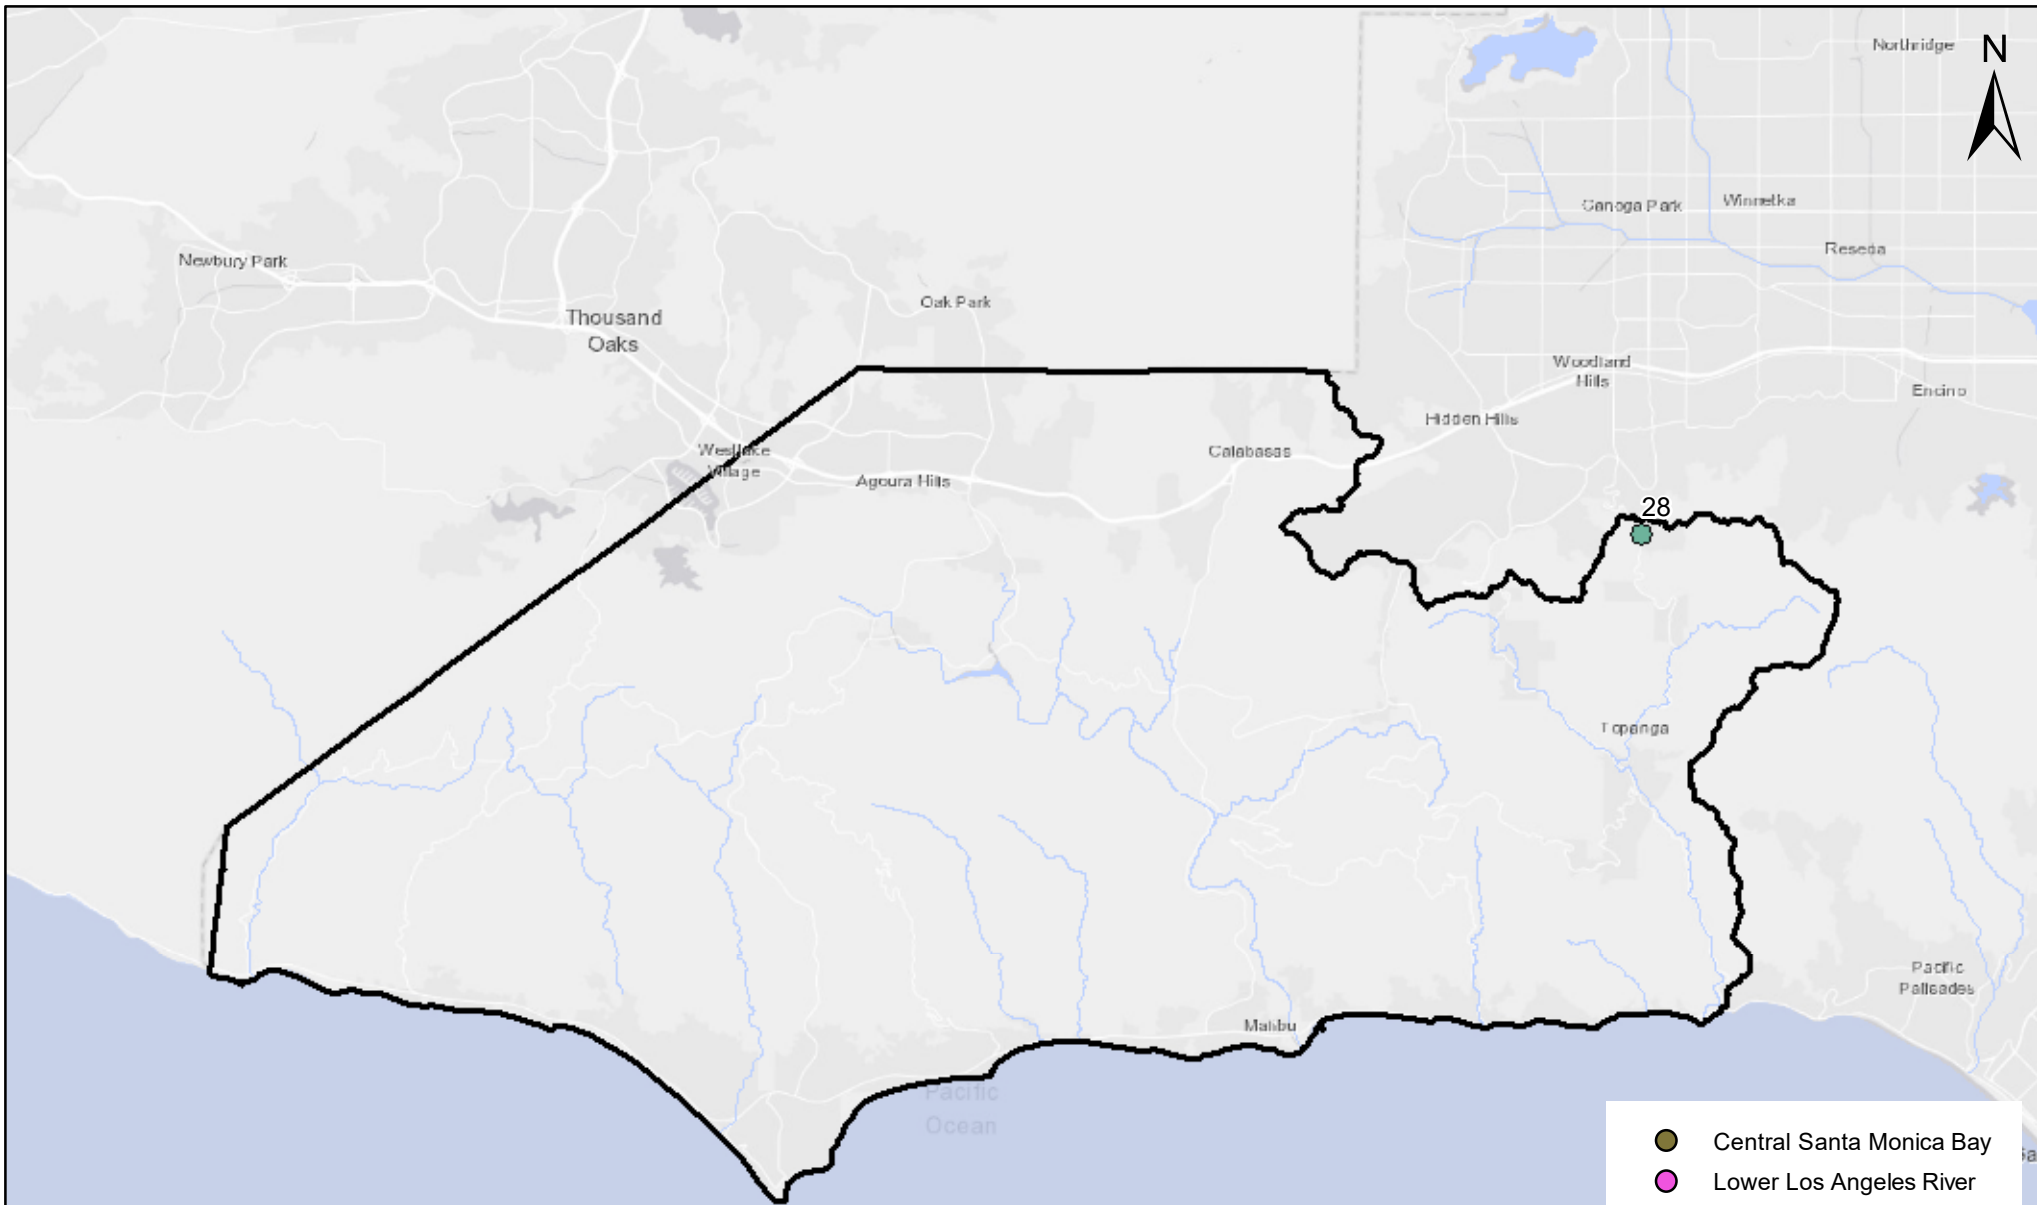 Northridge
N
Canoga Park
Winnetka
Reseda
Newbury Park
Oak Park
Thousand
Oaks
Woodland
Hills
Encino
Hidden Hills
Westlake
Village
Calabasas
Agoura Hills
28
Topanga
Pacific
Palisades
Malibu
Pacific
Ocean
Central Santa Monica Bay
Lower Los Angeles River